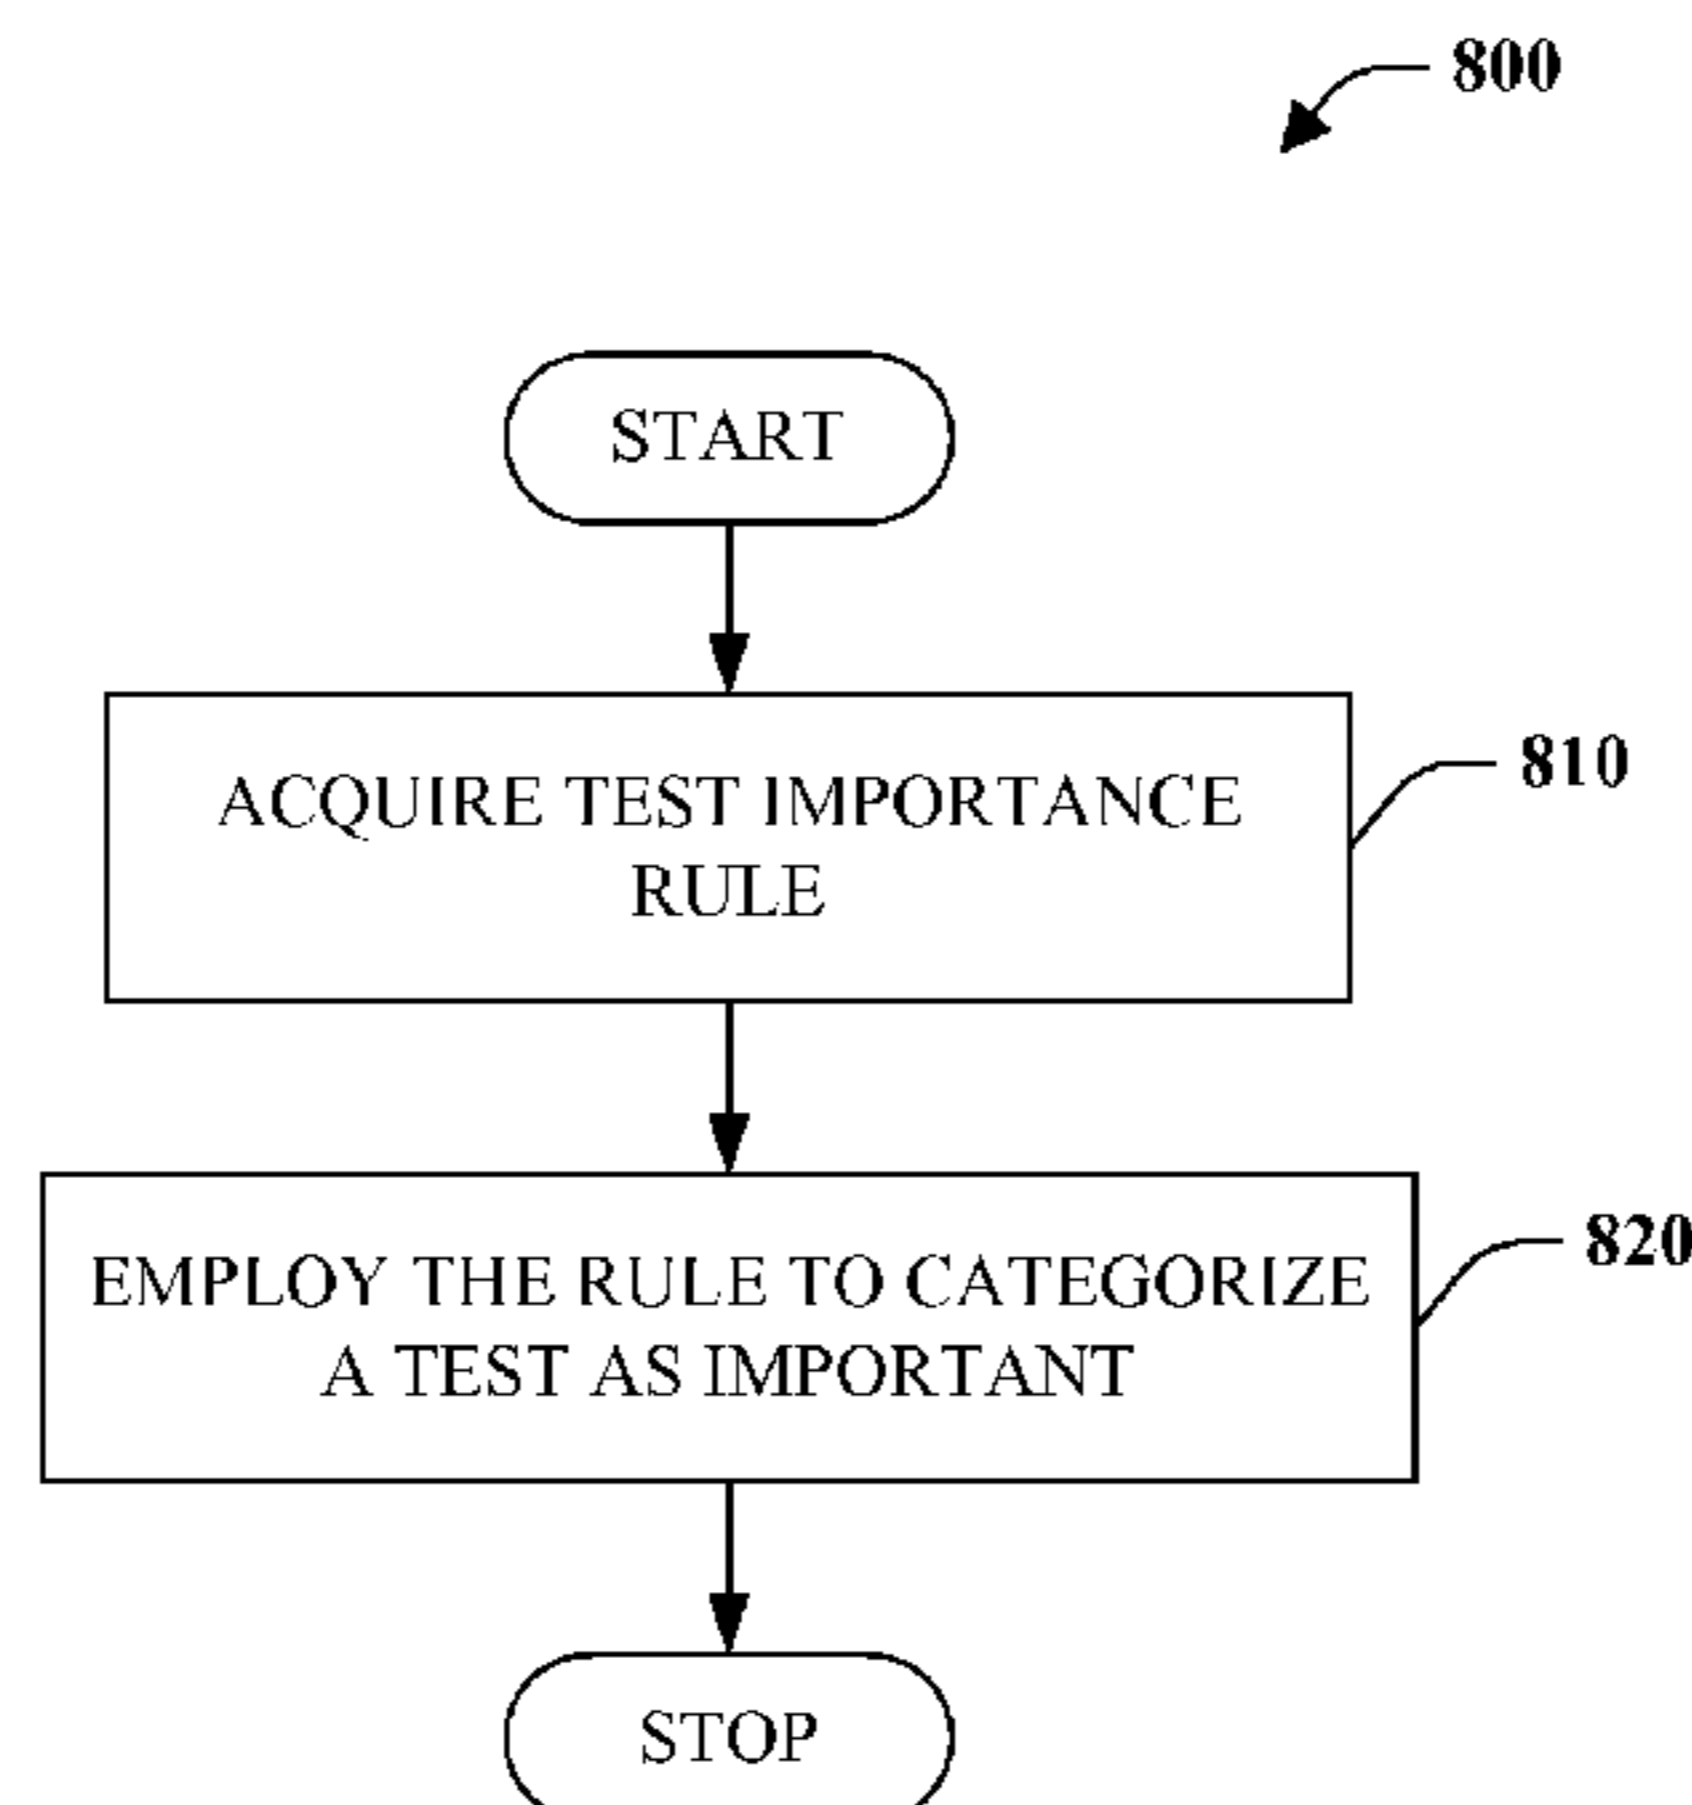 800
START
ACQUIRE TEST IMPORTANCE
RULE
810
EMPLOY THE RULE TO CATEGORIZE
A TEST AS IMPORTANT
820
STOP